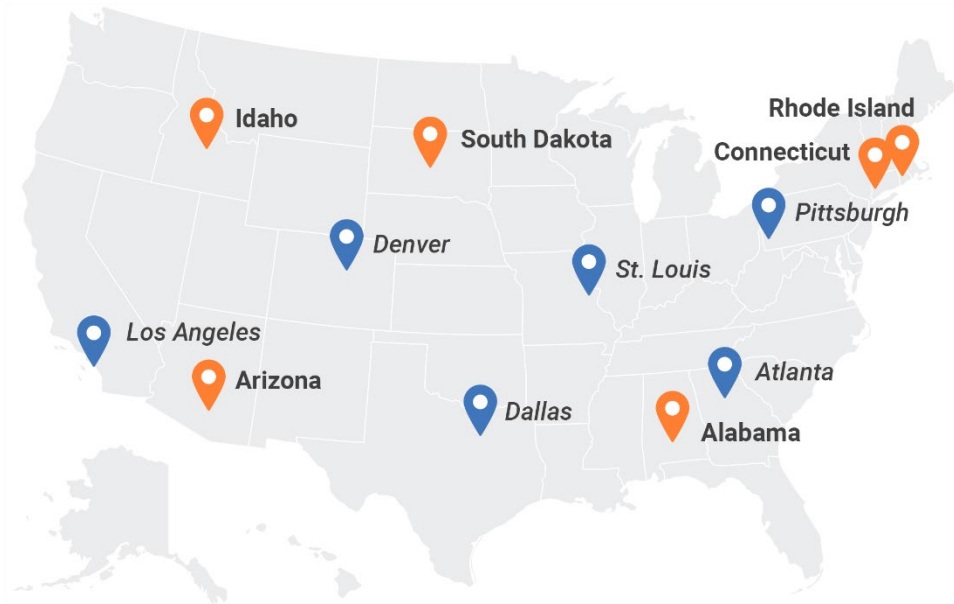 Rhode Island
Idaho
South Dakota
Connecticut
Pittsburgh
Denver
St. Louis
Los Angeles
Arizona
Atlanta
Dallas
Alabama